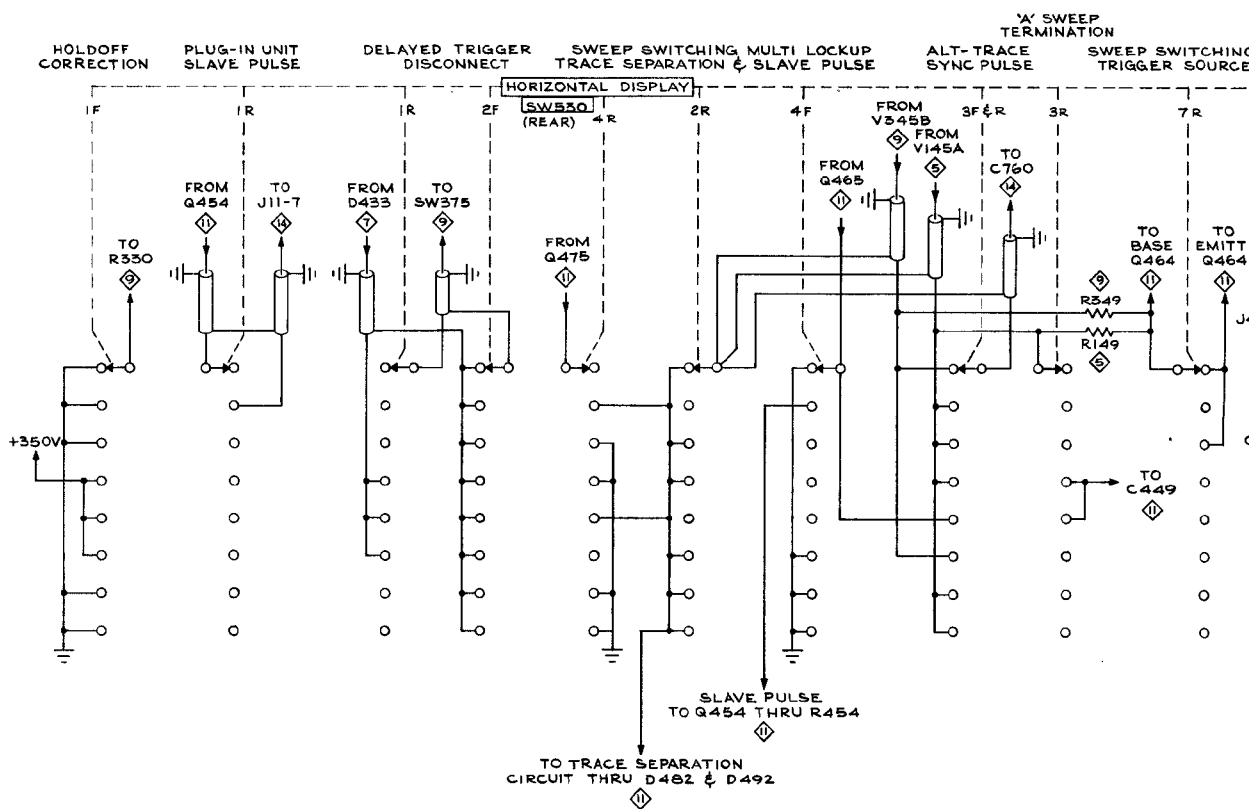 'A' SWEEP
TERMINATION
HOLDOFF
CORRECTION
PLUG-IN UNIT
SLAVE PULSE
DELAYED TRIGGER
DISCONNECT
SWEEP SWITCHING MULTI LOCKUP
TRACE SEPARATION & SLAVE PULSE
ALT-TRACE
SYNC PULSE
SWEEP SWITCHING
TRIGGER SOURCE
HORIZONTAL DISPLAY
SW530
(REAR)
1F
1R
1R
2F
4R
2R
4F
3F & R
3R
7R
FROM
V345B
9
FROM
V145A
5
TO
C760
14
FROM
Q465
11
FROM
Q454
11
TO
J11-7
14
FROM
D433
7
TO
SW375
9
TO
R330
9
FROM
Q475
11
TO
BASE
Q464
11
TO
EMITT
Q464
11
9
R349
R149
5
J4
+350V
TO
C449
11
SLAVE PULSE
TO Q454 THRU R454
11
TO TRACE SEPARATION
CIRCUIT THRU D482 & D492
11